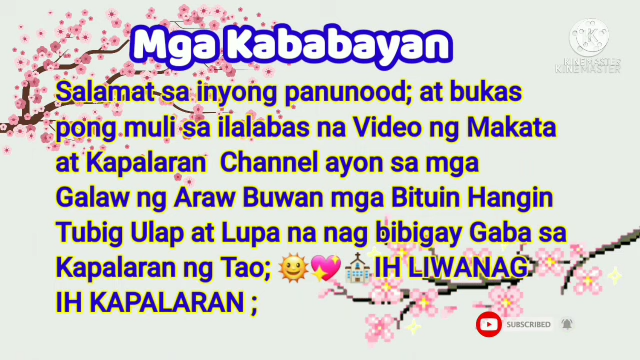 Mga Kababayan
Salamat sa inyong panunood; at bukas
pong muli sa ilalabas na Video ng Makata
at Kapalaran Channel ayon sa mga
Galaw ng Araw Buwan mga Bituin Hangin
Tubig Ulap at Lupa na nag bibigay Gaba sa
Kapalaran ng Tao; 🌞💖⛪IH LIWANAG
IH KAPALARAN ;
K
KINEMASTER
KINEMASTER
SUBSCRIBED